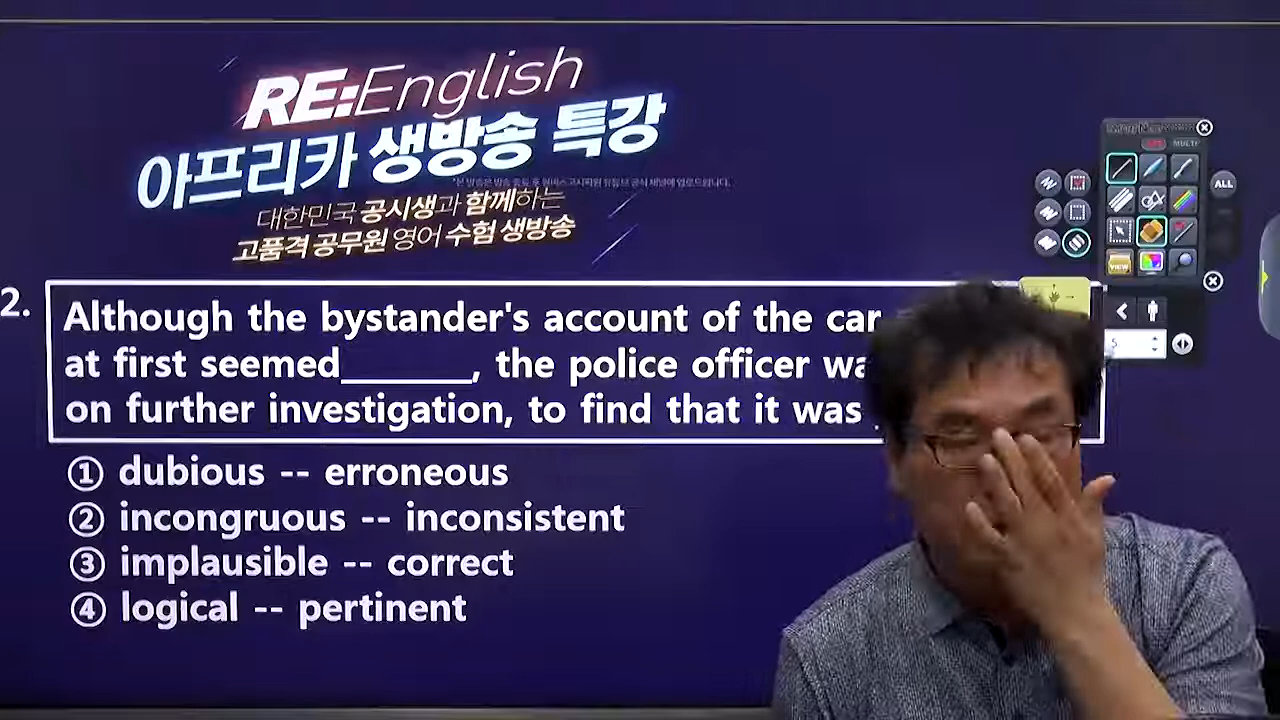 RE:English
아프리카 생방송 특강
대한민국 공시생과 함께하는
고품격 공무원 영어 수험 생방송
MULTI
ALL
VIEW
2.
Although the bystander's account of the car
at first seemed______, the police officer wa
on further investigation, to find that it was
5
① dubious -- erroneous
② incongruous -- inconsistent
③ implausible -- correct
④ logical -- pertinent